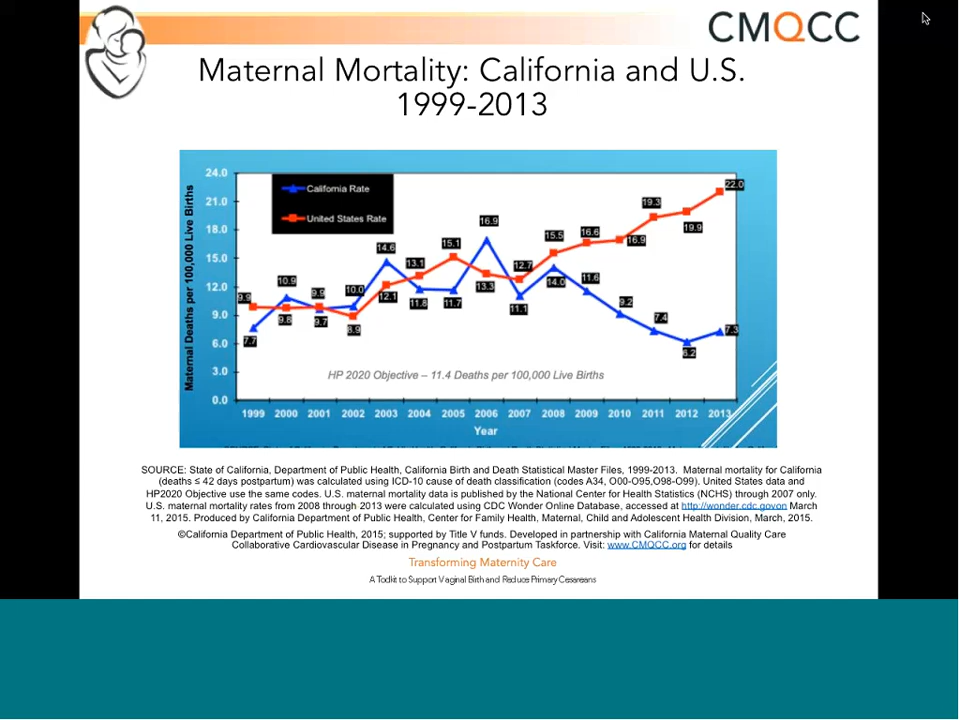 CMQCC
Maternal Mortality: California and U.S.
1999-2013
24.0
21.0
18.0
15.0
12.0
9.0
6.0
3.0
0.0
Maternal Deaths per 100,000 Live Births
California Rate
United States Rate
7.7
10.9
9.7
10.0
14.6
11.8
11.7
16.9
11.1
14.0
11.6
9.2
7.4
6.2
7.3
9.9
9.8
9.9
8.9
12.1
13.1
15.1
13.3
12.7
15.5
16.6
16.9
19.3
19.9
22.0
HP 2020 Objective – 11.4 Deaths per 100,000 Live Births
1999 2000 2001 2002 2003 2004 2005 2006 2007 2008 2009 2010 2011 2012 2013
Year
SOURCE: State of California, Department of Public Health, California Birth and Death Statistical Master Files, 1999-2013. Maternal mortality for California
(deaths ≤ 42 days postpartum) was calculated using ICD-10 cause of death classification (codes A34, O00-O95,O98-O99). United States data and
HP2020 Objective use the same codes. U.S. maternal mortality data is published by the National Center for Health Statistics (NCHS) through 2007 only.
U.S. maternal mortality rates from 2008 through 2013 were calculated using CDC Wonder Online Database, accessed at http://wonder.cdc.govon March
11, 2015. Produced by California Department of Public Health, Center for Family Health, Maternal, Child and Adolescent Health Division, March, 2015.
©California Department of Public Health, 2015; supported by Title V funds. Developed in partnership with California Maternal Quality Care
Collaborative Cardiovascular Disease in Pregnancy and Postpartum Taskforce. Visit: www.CMQCC.org for details
Transforming Maternity Care
A Toolkit to Support Vaginal Birth and Reduce Primary Cesareans